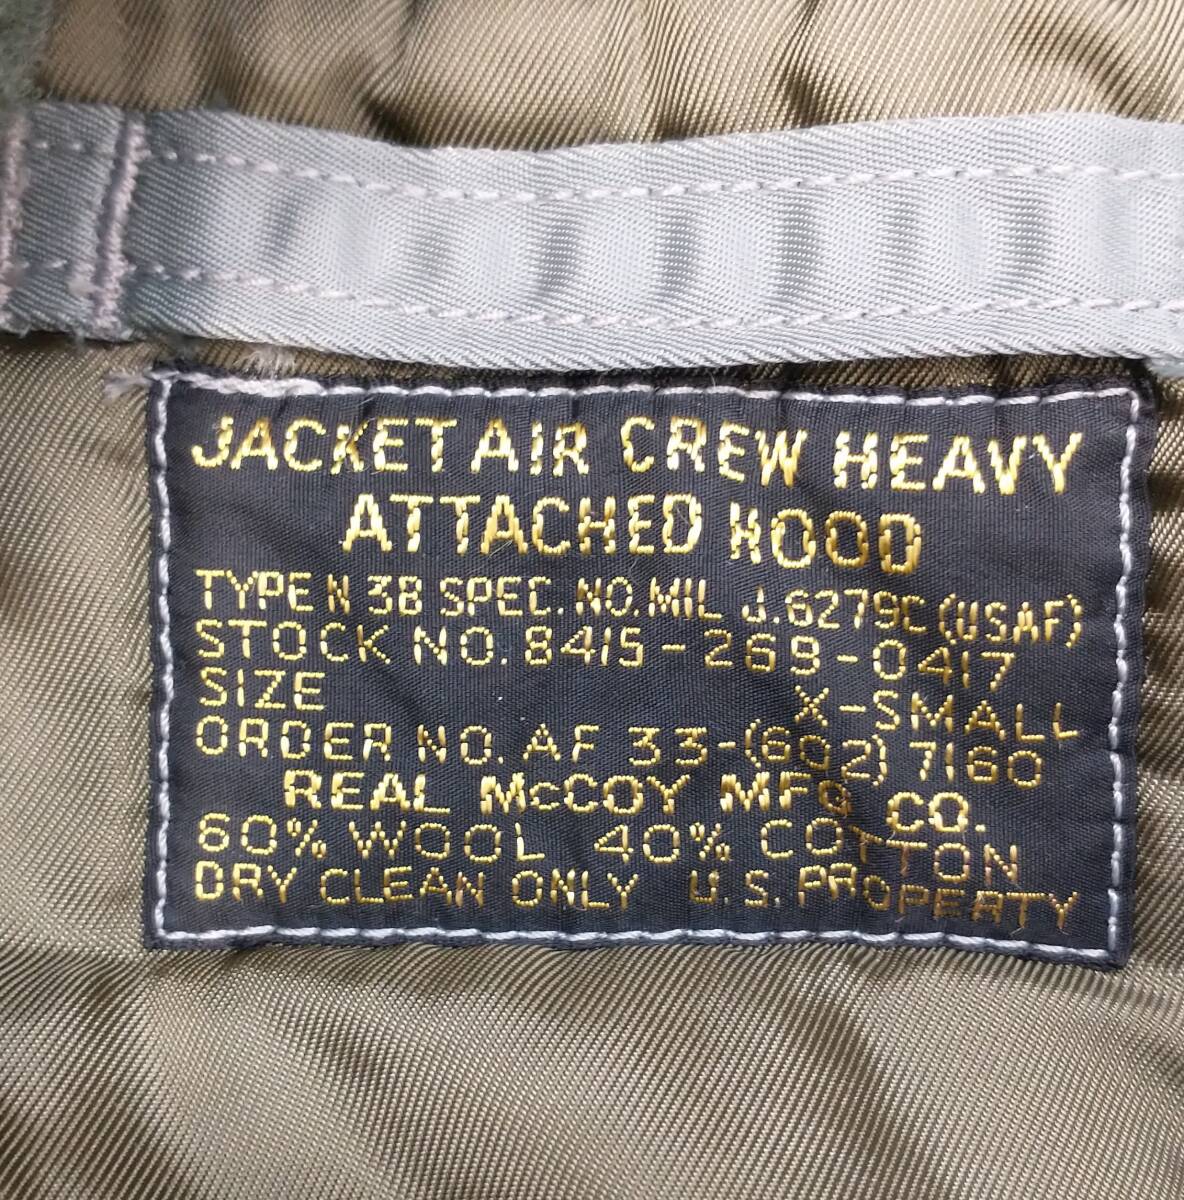 JACKET AIR CREW HEAVY
ATTACHED HOOD
TYPE N 3B SPEC. NO. MIL J.6279C (USAF)
STOCK NO. 8415-269-0417
SIZE X-SMALL
ORDER NO. AF 33-(602) 7160
REAL McCOY MFG CO.
60% WOOL 40% COTTON
DRY CLEAN ONLY U.S. PROPERTY